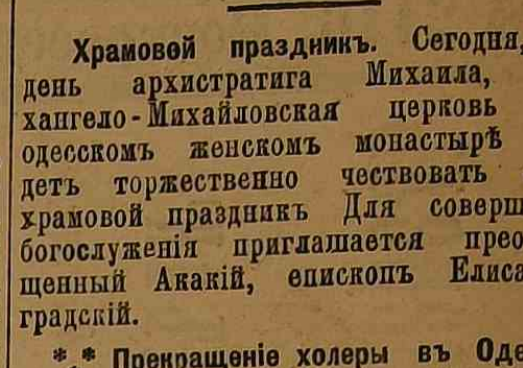 Храмовой праздникъ. Сегодня,
день архистратига Михаила,
хангело-Михайловская церковь
одесскомъ женскомъ монастырѣ
детъ торжественно чествовать
храмовой праздникъ Для соверш
богослуженія приглашается прео
щенный Акакій, епископъ Елиса
градскій.
*⁎* Прекращеніе холеры въ Оде